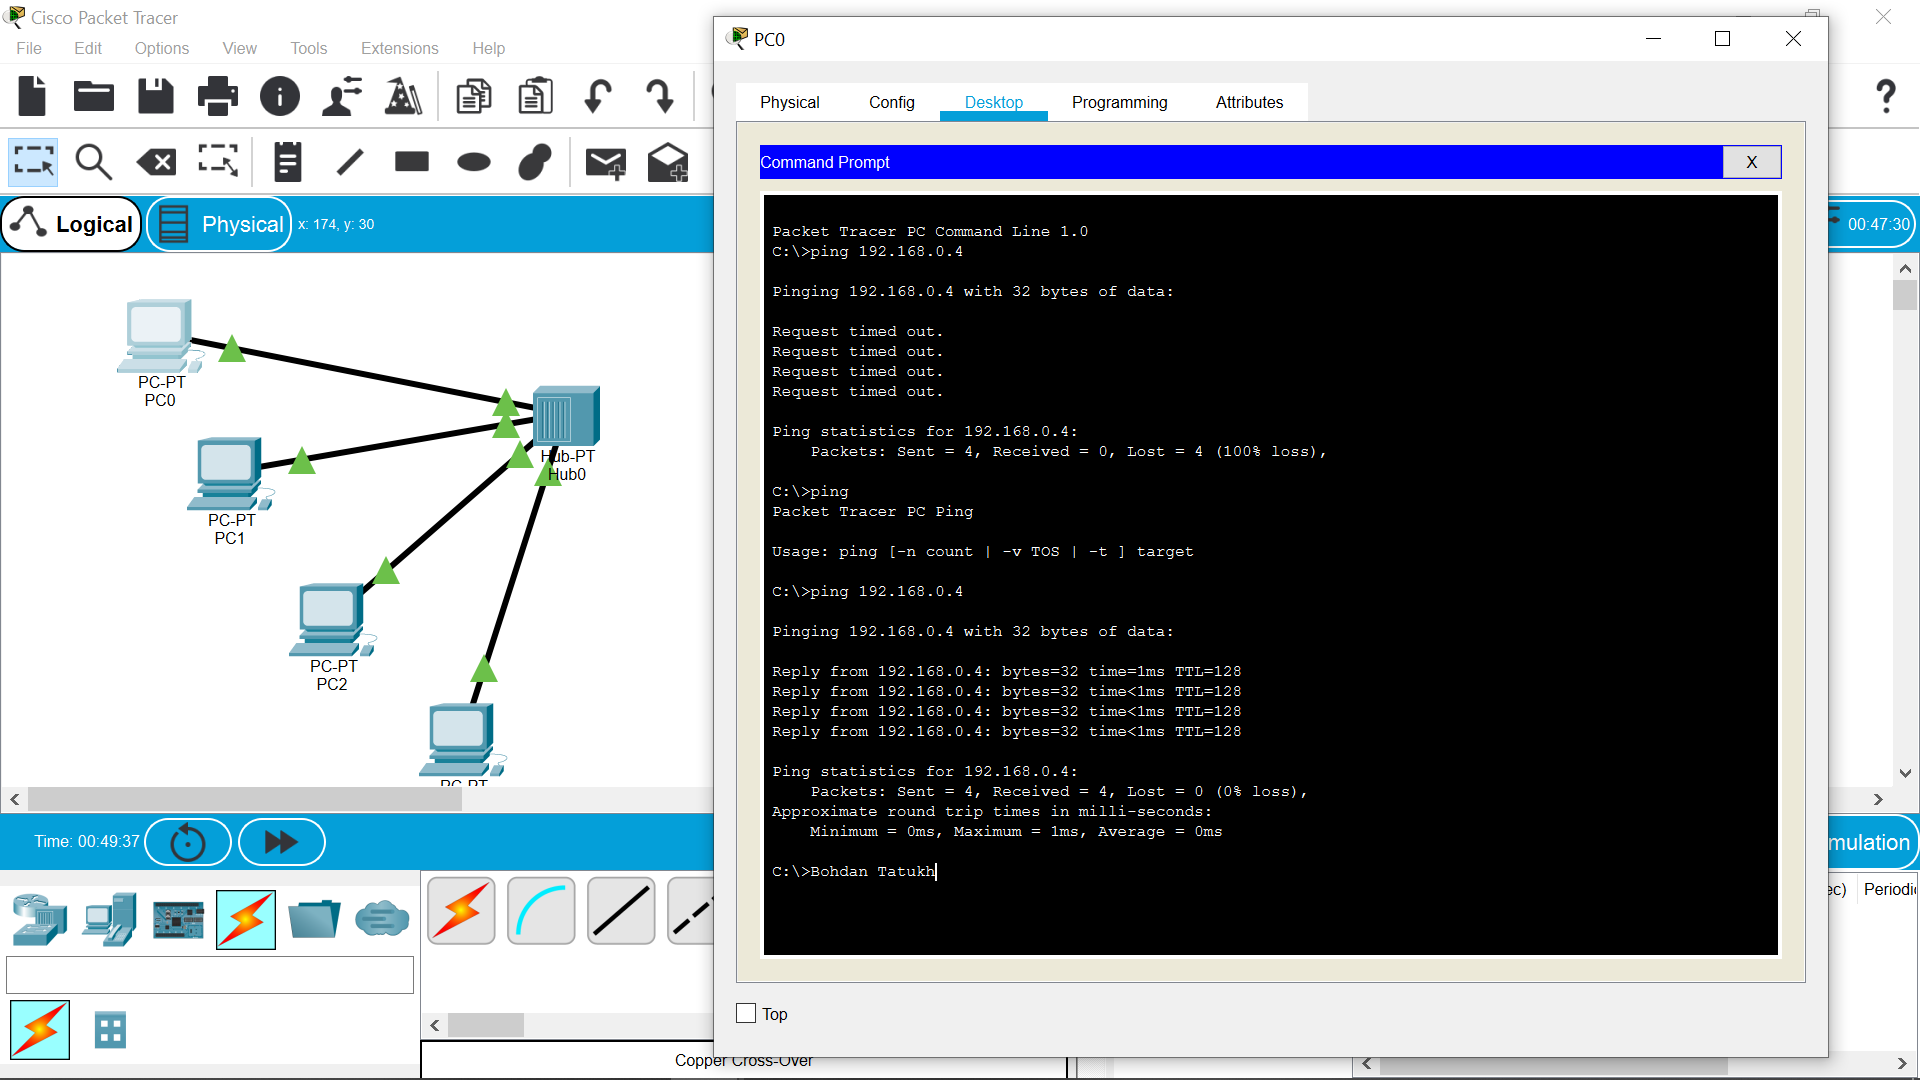 Cisco Packet Tracer
File Edit Options View Tools Extensions Help
Logical
Physical
x: 174, y: 30
00:47:30
PC-PT
PC0
PC-PT
PC1
PC-PT
PC2
Hub-PT
Hub0
PC-PT
Time: 00:49:37
Periodi
Copper Cross-Over
PC0
Physical Config Desktop Programming Attributes
Command Prompt
X
Packet Tracer PC Command Line 1.0
C:\>ping 192.168.0.4
Pinging 192.168.0.4 with 32 bytes of data:
Request timed out.
Request timed out.
Request timed out.
Request timed out.
Ping statistics for 192.168.0.4:
Packets: Sent = 4, Received = 0, Lost = 4 (100% loss),
C:\>ping
Packet Tracer PC Ping
Usage: ping [-n count | -v TOS | -t ] target
C:\>ping 192.168.0.4
Pinging 192.168.0.4 with 32 bytes of data:
Reply from 192.168.0.4: bytes=32 time=1ms TTL=128
Reply from 192.168.0.4: bytes=32 time<1ms TTL=128
Reply from 192.168.0.4: bytes=32 time<1ms TTL=128
Reply from 192.168.0.4: bytes=32 time<1ms TTL=128
Ping statistics for 192.168.0.4:
Packets: Sent = 4, Received = 4, Lost = 0 (0% loss),
Approximate round trip times in milli-seconds:
Minimum = 0ms, Maximum = 1ms, Average = 0ms
C:\>Bohdan Tatukh
Top
mulation
ec)